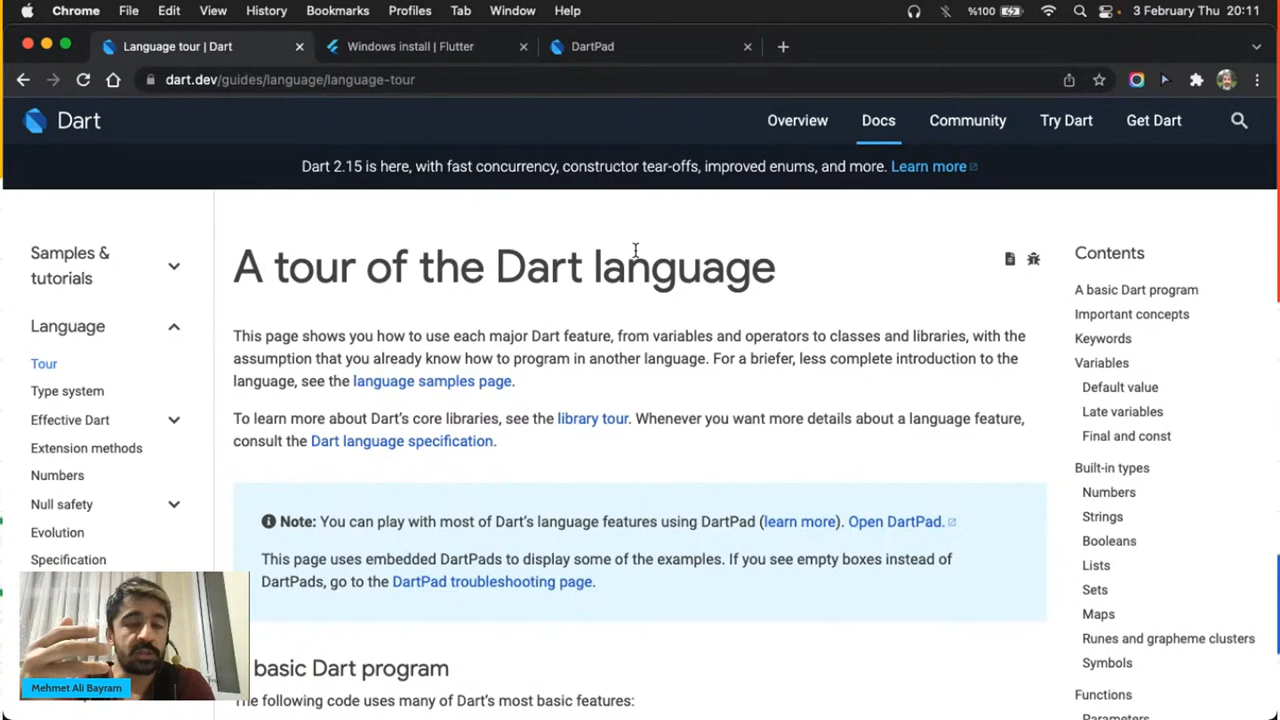 Chrome File Edit View History Bookmarks Profiles Tab Window Help %100 3 February Thu 20:11
Language tour | Dart Windows install | Flutter DartPad
dart.dev/guides/language/language-tour
Dart Overview Docs Community Try Dart Get Dart
Dart 2.15 is here, with fast concurrency, constructor tear-offs, improved enums, and more. Learn more
Samples &
tutorials
Language
Tour
Type system
Effective Dart
Extension methods
Numbers
Null safety
Evolution
Specification
A tour of the Dart language
This page shows you how to use each major Dart feature, from variables and operators to classes and libraries, with the
assumption that you already know how to program in another language. For a briefer, less complete introduction to the
language, see the language samples page.
To learn more about Dart's core libraries, see the library tour. Whenever you want more details about a language feature,
consult the Dart language specification.
Note: You can play with most of Dart's language features using DartPad (learn more). Open DartPad.
This page uses embedded DartPads to display some of the examples. If you see empty boxes instead of
DartPads, go to the DartPad troubleshooting page.
basic Dart program
he following code uses many of Dart's most basic features:
Contents
A basic Dart program
Important concepts
Keywords
Variables
Default value
Late variables
Final and const
Built-in types
Numbers
Strings
Booleans
Lists
Sets
Maps
Runes and grapheme clusters
Symbols
Functions
Parameters
Mehmet Ali Bayram